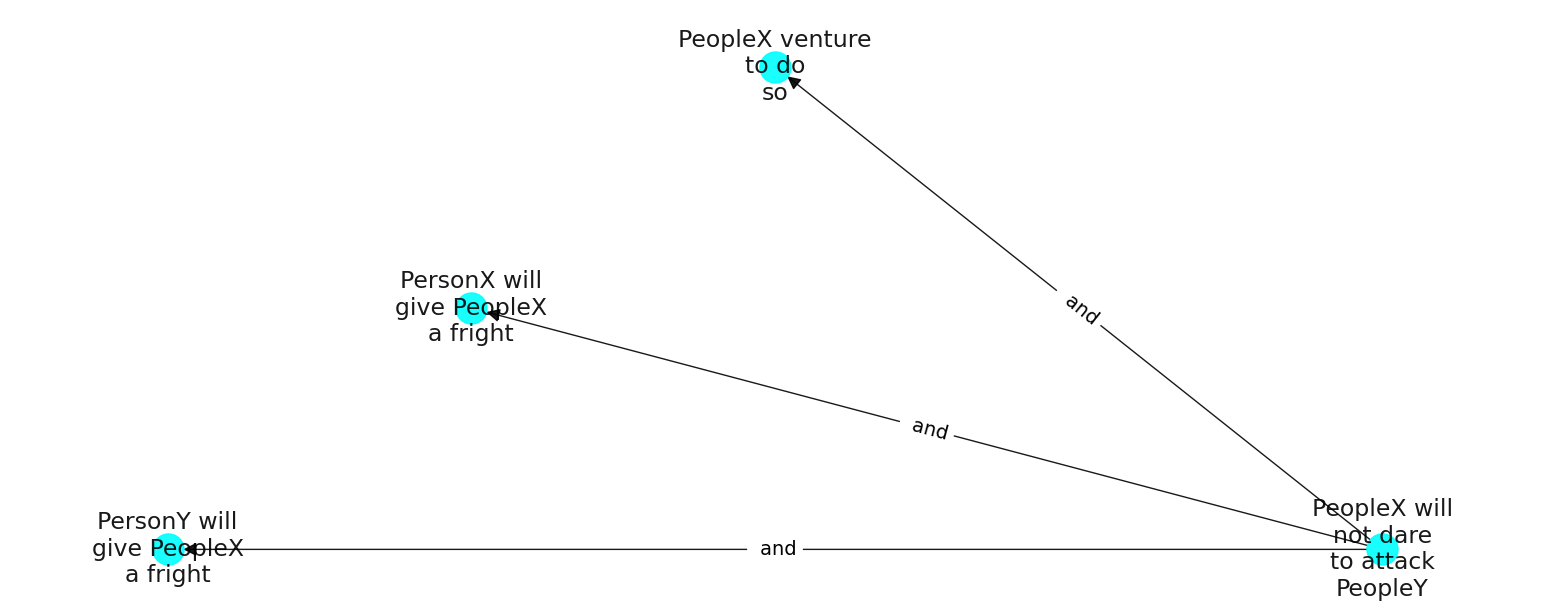 PeopleX venture
to do
so
PersonX will
give PeopleX
a fright
and
and
PersonY will
give PeopleX
a fright
and
PeopleX will
not dare
to attack
PeopleY